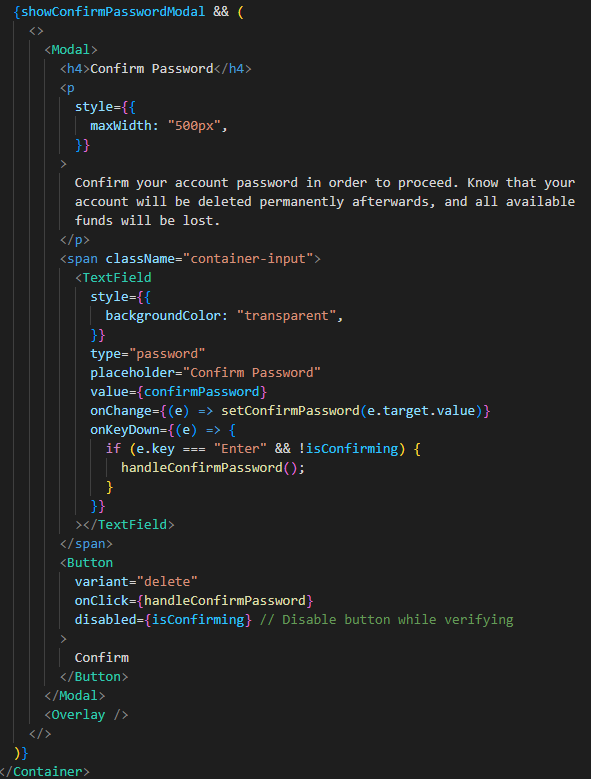 {showConfirmPasswordModal && (
<>
<Modal>
<h4>Confirm Password</h4>
<p
style={{
maxWidth: "500px",
}}
>
Confirm your account password in order to proceed. Know that your
account will be deleted permanently afterwards, and all available
funds will be lost.
</p>
<span className="container-input">
<TextField
style={{
backgroundColor: "transparent",
}}
type="password"
placeholder="Confirm Password"
value={confirmPassword}
onChange={(e) => setConfirmPassword(e.target.value)}
onKeyDown={(e) => {
if (e.key === "Enter" && !isConfirming) {
handleConfirmPassword();
}
}}
></TextField>
</span>
<Button
variant="delete"
onClick={handleConfirmPassword}
disabled={isConfirming} // Disable button while verifying
>
Confirm
</Button>
</Modal>
<Overlay />
</>
)}
</Container>